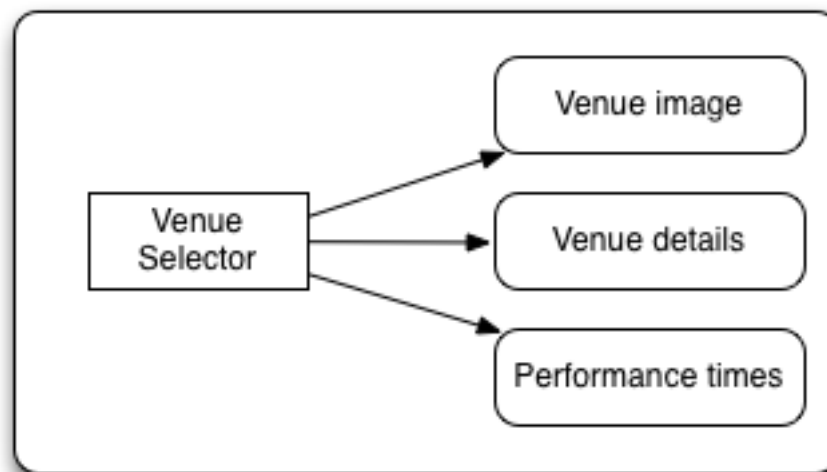 Venue image
Venue
Selector
Venue details
Performance times